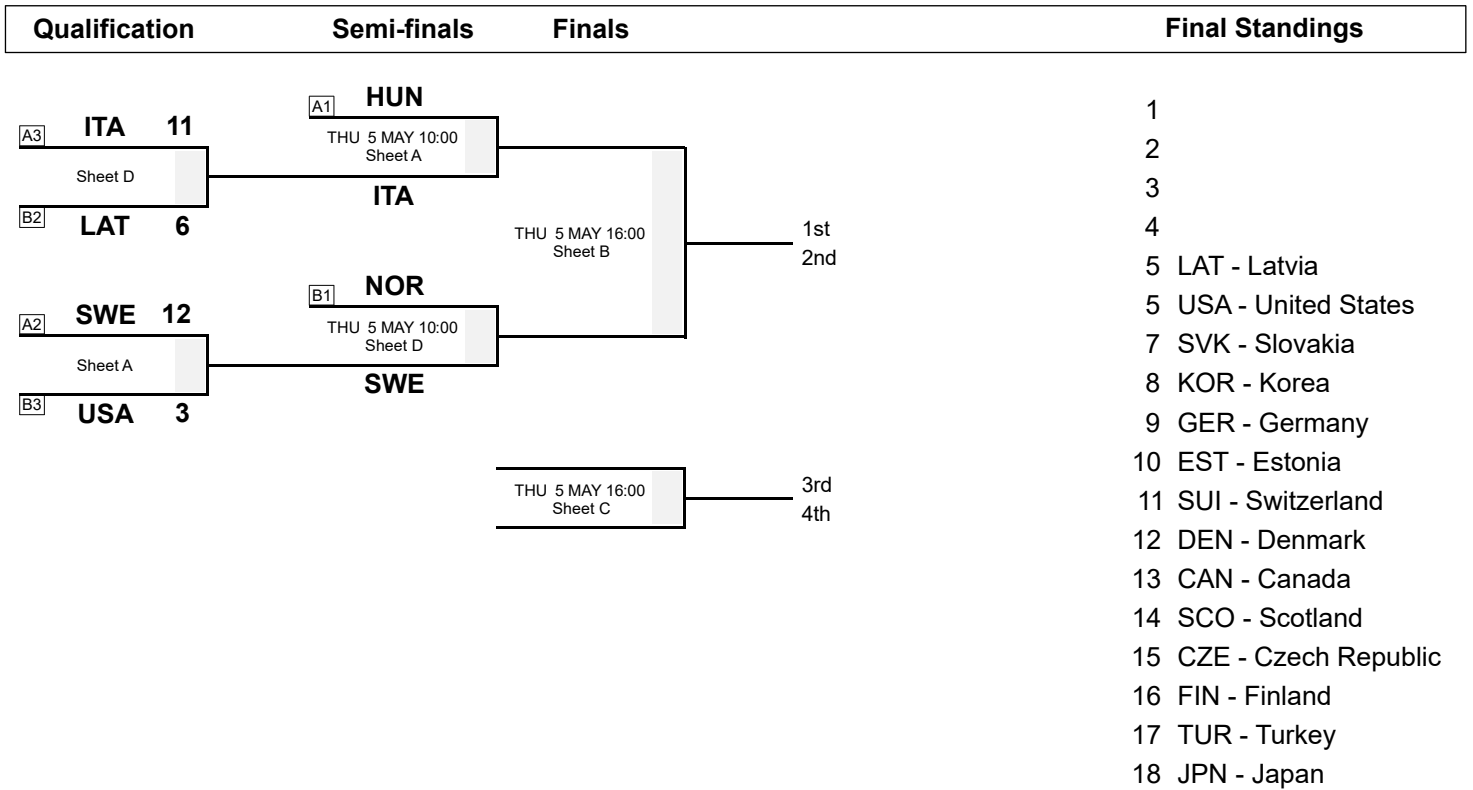 Qualification Semi-finals Finals Final Standings
A3 ITA 11
Sheet D
B2 LAT 6
A2 SWE 12
Sheet A
B3 USA 3
A1 HUN
THU 5 MAY 10:00
Sheet A
ITA
B1 NOR
THU 5 MAY 10:00
Sheet D
SWE
THU 5 MAY 16:00
Sheet B
1st
2nd
THU 5 MAY 16:00
Sheet C
3rd
4th
1
2
3
4
5 LAT - Latvia
5 USA - United States
7 SVK - Slovakia
8 KOR - Korea
9 GER - Germany
10 EST - Estonia
11 SUI - Switzerland
12 DEN - Denmark
13 CAN - Canada
14 SCO - Scotland
15 CZE - Czech Republic
16 FIN - Finland
17 TUR - Turkey
18 JPN - Japan